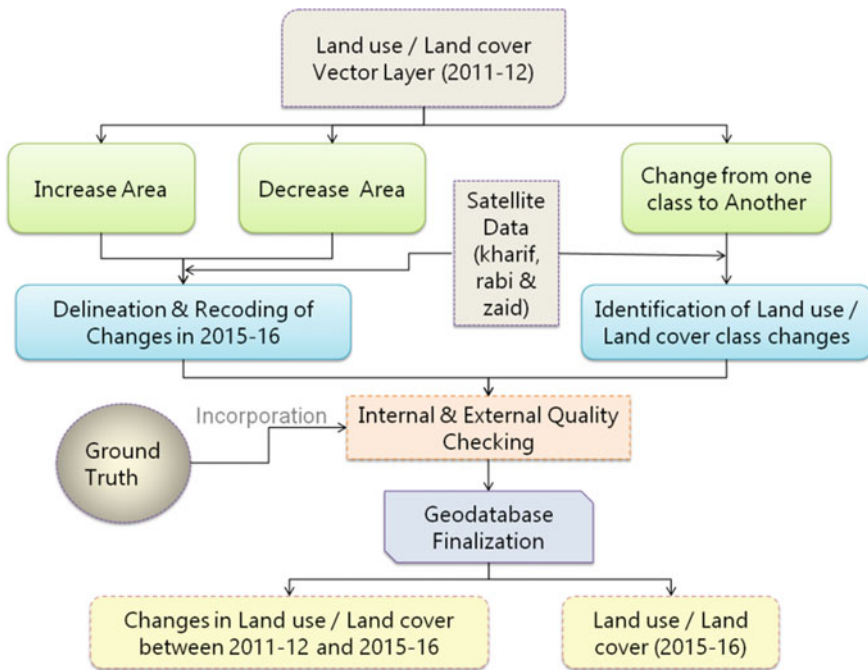 Land use / Land cover
Vector Layer (2011-12)
Increase Area
Decrease Area
Change from one
class to Another
Satellite
Data
(kharif,
rabi &
zaid)
Delineation & Recoding of
Changes in 2015-16
Identification of Land use /
Land cover class changes
Incorporation
Internal & External Quality
Checking
Ground
Truth
Geodatabase
Finalization
Changes in Land use / Land cover
between 2011-12 and 2015-16
Land use / Land
cover (2015-16)